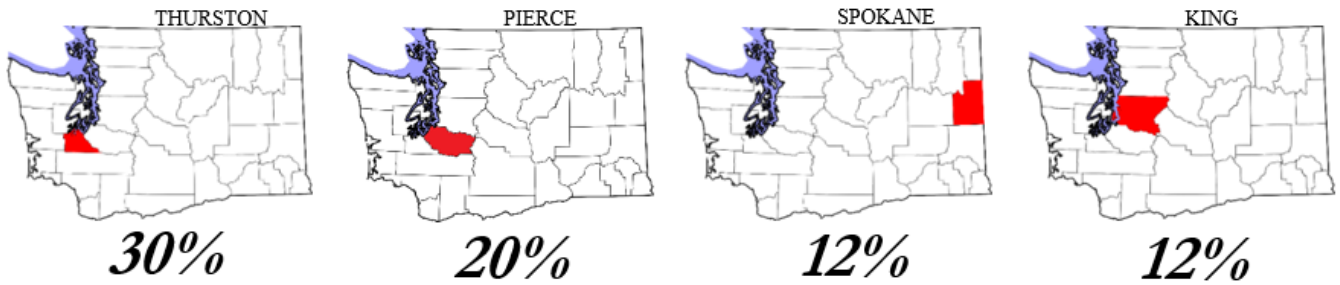 THURSTON
PIERCE
SPOKANE
KING
30%
20%
12%
12%